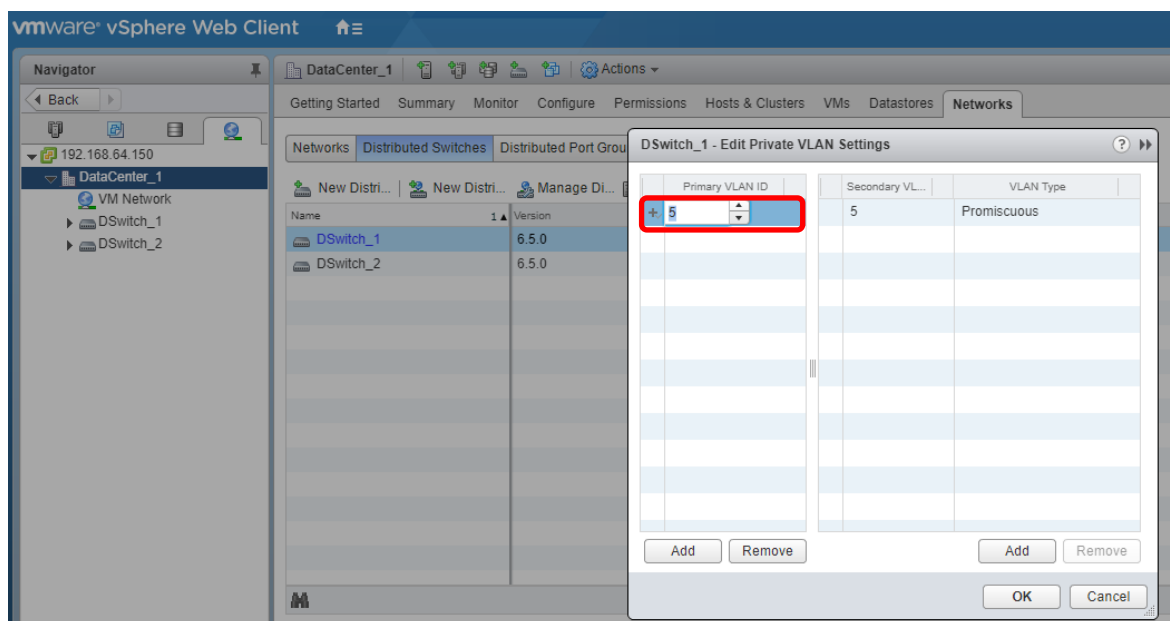 vmware® vSphere Web Client
Navigator
Back
192.168.64.150
DataCenter_1
VM Network
DSwitch_1
DSwitch_2
DataCenter_1 Actions
Getting Started Summary Monitor Configure Permissions Hosts & Clusters VMs Datastores Networks
Networks Distributed Switches Distributed Port Grou
New Distri... New Distri... Manage Di...
Name 1 Version
DSwitch_1 6.5.0
DSwitch_2 6.5.0
DSwitch_1 - Edit Private VLAN Settings ?
Primary VLAN ID Secondary VL... VLAN Type
5 5 Promiscuous
Add Remove Add Remove
OK Cancel